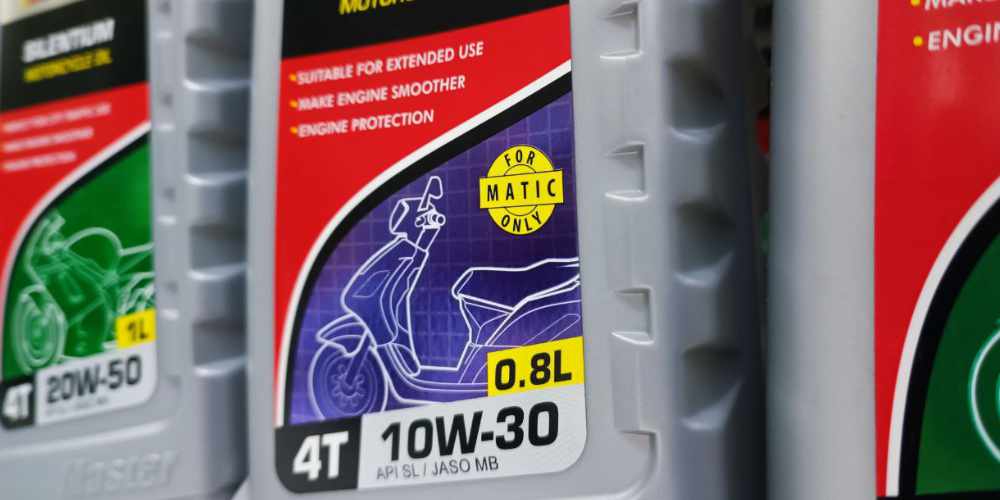 SILENTIUM
MOTORCYCLE OIL
1L
4T
20W-50
Master
SUITABLE FOR EXTENDED USE
MAKE ENGINE SMOOTHER
ENGINE PROTECTION
FOR
MATIC
ONLY
0.8L
4T
10W-30
API SL / JASO MB